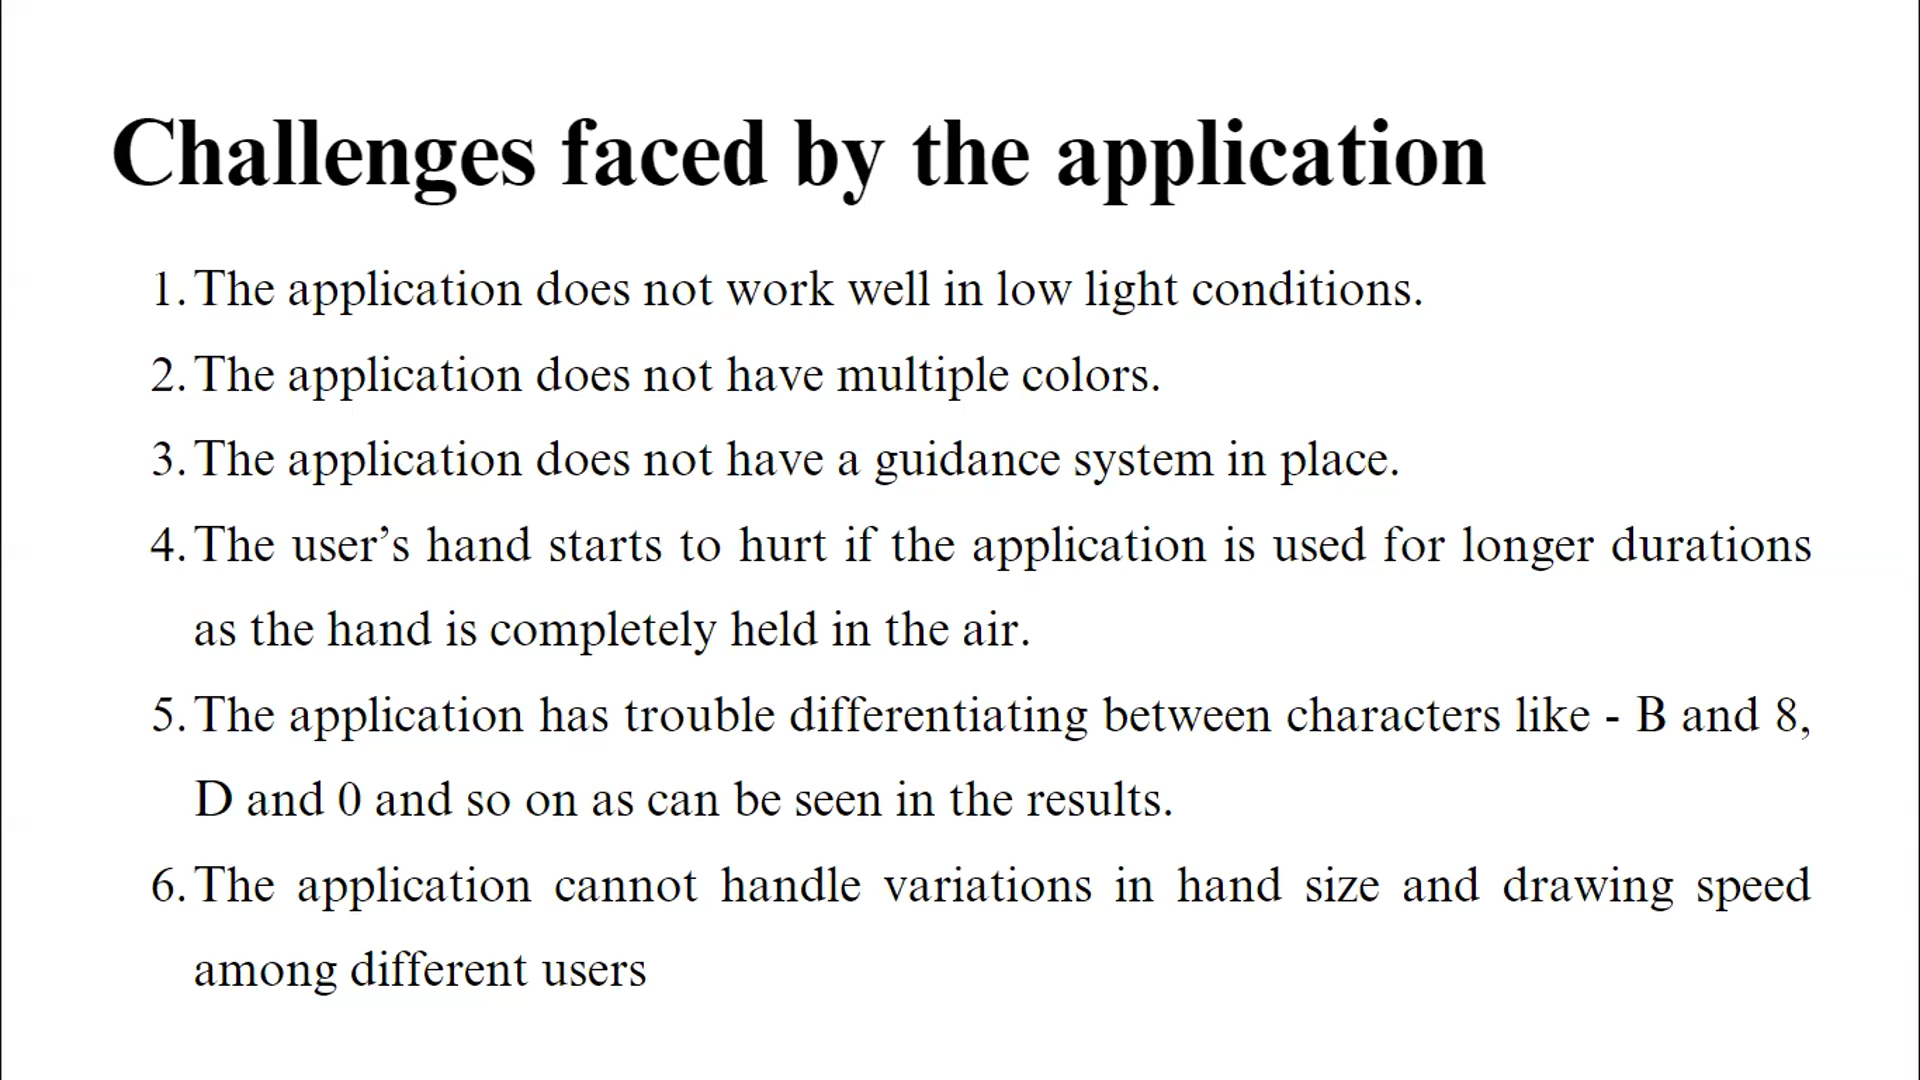 Challenges faced by the application
1. The application does not work well in low light conditions.
2. The application does not have multiple colors.
3. The application does not have a guidance system in place.
4. The user’s hand starts to hurt if the application is used for longer durations
as the hand is completely held in the air.
5. The application has trouble differentiating between characters like - B and 8,
D and 0 and so on as can be seen in the results.
6. The application cannot handle variations in hand size and drawing speed
among different users